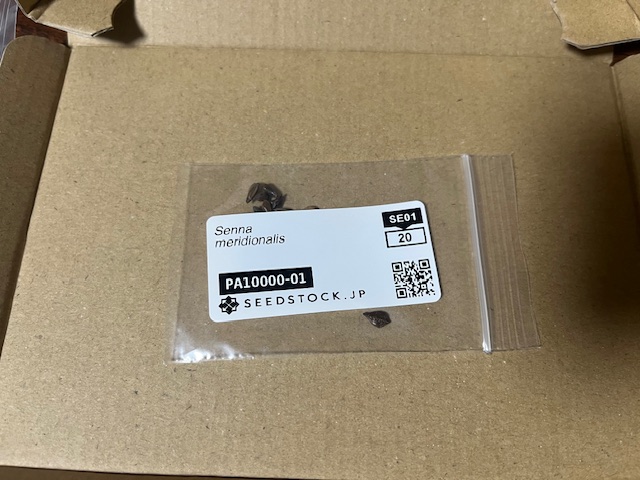 Senna
meridionalis
SE01
20
PA10000-01
SEEDSTOCK.JP